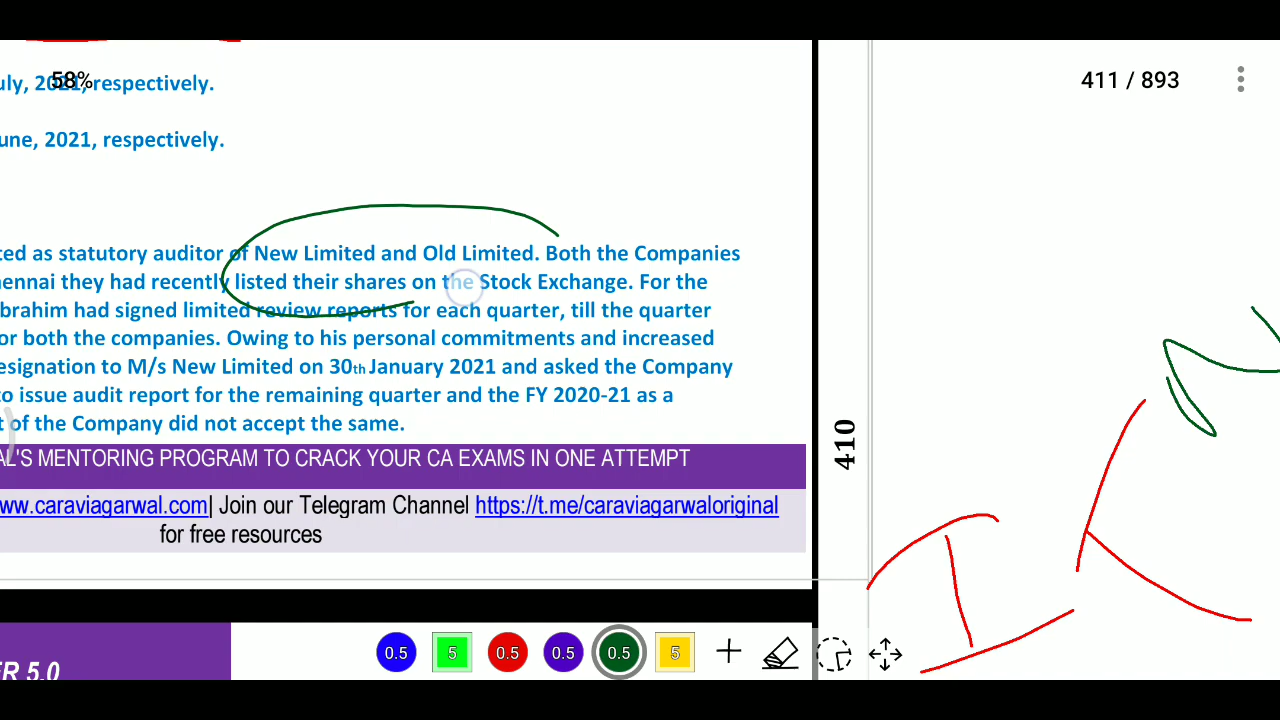 uly, 2021, respectively.
58%
411 / 893
une, 2021, respectively.
ted as statutory auditor of New Limited and Old Limited. Both the Companies
ennai they had recently listed their shares on the Stock Exchange. For the
brahim had signed limited review reports for each quarter, till the quarter
or both the companies. Owing to his personal commitments and increased
esignation to M/s New Limited on 30th January 2021 and asked the Company
to issue audit report for the remaining quarter and the FY 2020-21 as a
t of the Company did not accept the same.
410
AL'S MENTORING PROGRAM TO CRACK YOUR CA EXAMS IN ONE ATTEMPT
ww.caraviagarwal.com| Join our Telegram Channel https://t.me/caraviagarwaloriginal
for free resources
ER 5.0
0.5 5 0.5 0.5 0.5 5